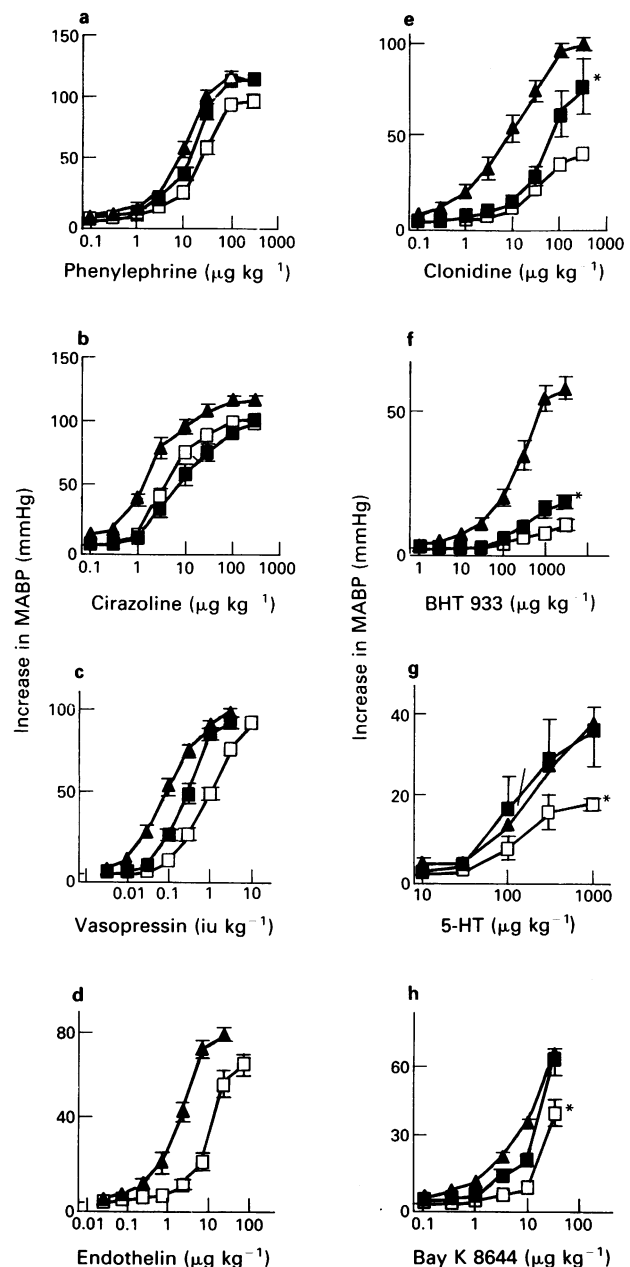 a
150
100
50
0
0.1 1 10 100 1000
Phenylephrine (μg kg 1)
b
150
100
50
0
0.1 1 10 100 1000
Cirazoline (μg kg 1)
c
100
50
0
0.01 0.1 1 10
Vasopressin (iu kg−1)
d
80
40
0
0.01 0.1 1 10 100
Endothelin (μg kg−1)
Increase in MABP (mmHg)
e
100
50
0
0.1 1 10 100 1000
*
Clonidine (μg kg 1)
f
50
0
1 10 100 1000
*
BHT 933 (μg kg 1)
g
40
20
0
10 100 1000
*
5-HT (μg kg−1)
h
60
30
0
0.1 1 10 100
*
Bay K 8644 (μg kg−1)
Increase in MABP (mmHg)